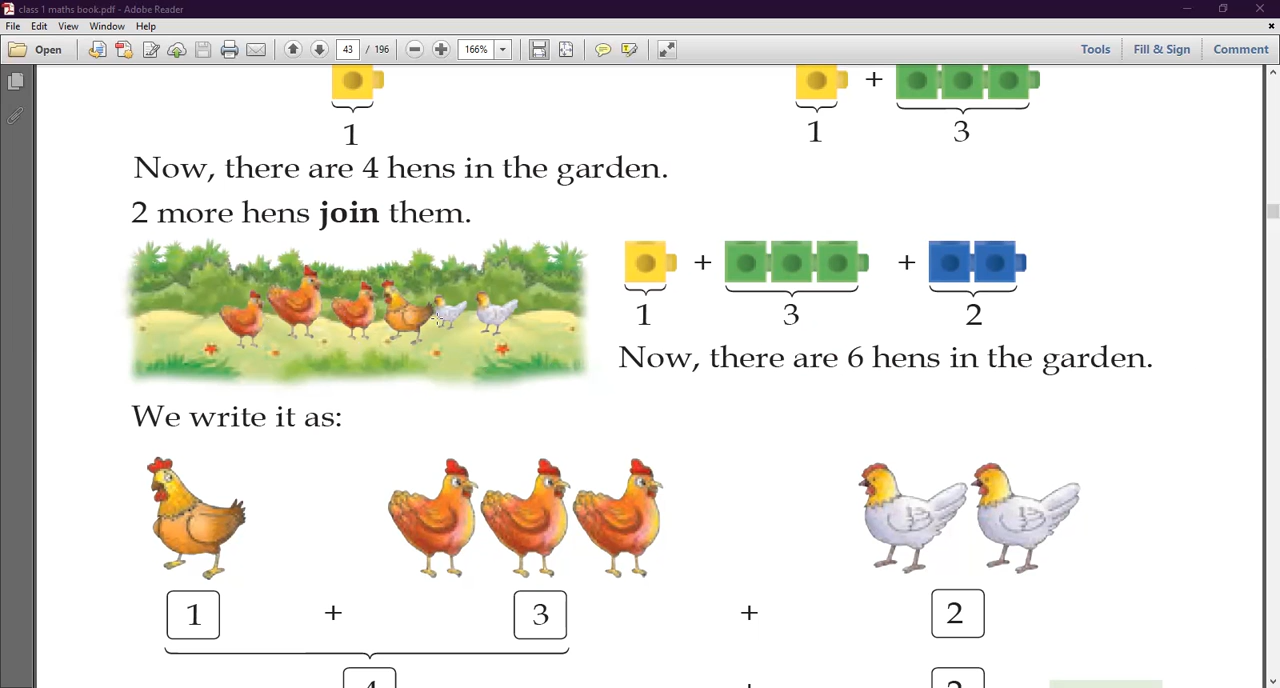 class 1 maths book.pdf - Adobe Reader
File Edit View Window Help
Open 43 / 196 166% Tools Fill & Sign Comment
1 1 + 3
Now, there are 4 hens in the garden.
2 more hens join them.
+ +
1 3 2
Now, there are 6 hens in the garden.
We write it as:
1 + 3 + 2
4 + 2